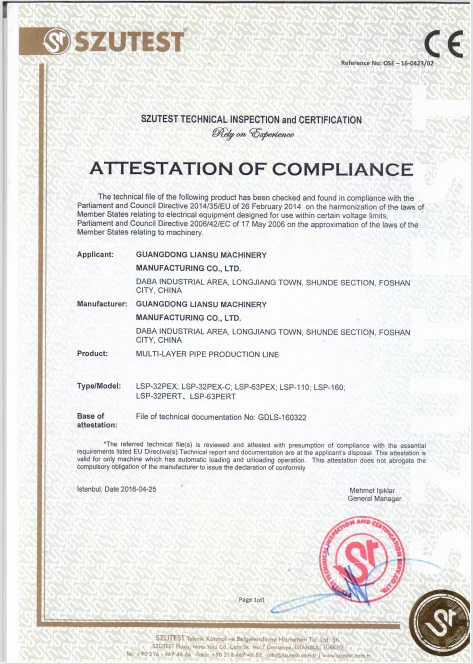 SZUTEST
CE
Reference No: OSE – 16-0423/02
SZUTEST TECHNICAL INSPECTION and CERTIFICATION
Rely on Experience
ATTESTATION OF COMPLIANCE
The technical file of the following product has been checked and found in compliance with the
Parliament and Council Directive 2014/35/EU of 26 February 2014 on the harmonization of the laws of
Member States relating to electrical equipment designed for use within certain voltage limits,
Parliament and Council Directive 2006/42/EC of 17 May 2006 on the approximation of the laws of the
Member States relating to machinery.
Applicant: GUANGDONG LIANSU MACHINERY
MANUFACTURING CO., LTD.
DABA INDUSTRIAL AREA, LONGJIANG TOWN, SHUNDE SECTION, FOSHAN
CITY, CHINA
Manufacturer: GUANGDONG LIANSU MACHINERY
MANUFACTURING CO., LTD.
DABA INDUSTRIAL AREA, LONGJIANG TOWN, SHUNDE SECTION, FOSHAN
CITY, CHINA
Product: MULTI-LAYER PIPE PRODUCTION LINE
Type/Model: LSP-32PEX; LSP-32PEX-C; LSP-63PEX; LSP-110; LSP-160;
LSP-32PERT、LSP-63PERT
Base of File of technical documentation No: GDLS-160322
attestation:
*The referred technical file(s) is reviewed and attested with presumption of compliance with the essential
requirements listed EU Directive(s).Technical report and documentation are at the applicant's disposal. This attestation is
valid for only machine which has automatic loading and unloading operation. This attestation does not abrogate the
compulsory obligation of the manufacturer to issue the declaration of conformity
Istanbul, Date 2016-04-25 Mehmet Işıklar
General Manager
Page 1of1
SZUTEST Teknik Kontrol ve Belgelendirme Hizmetleri Tic. Ltd. Şti.